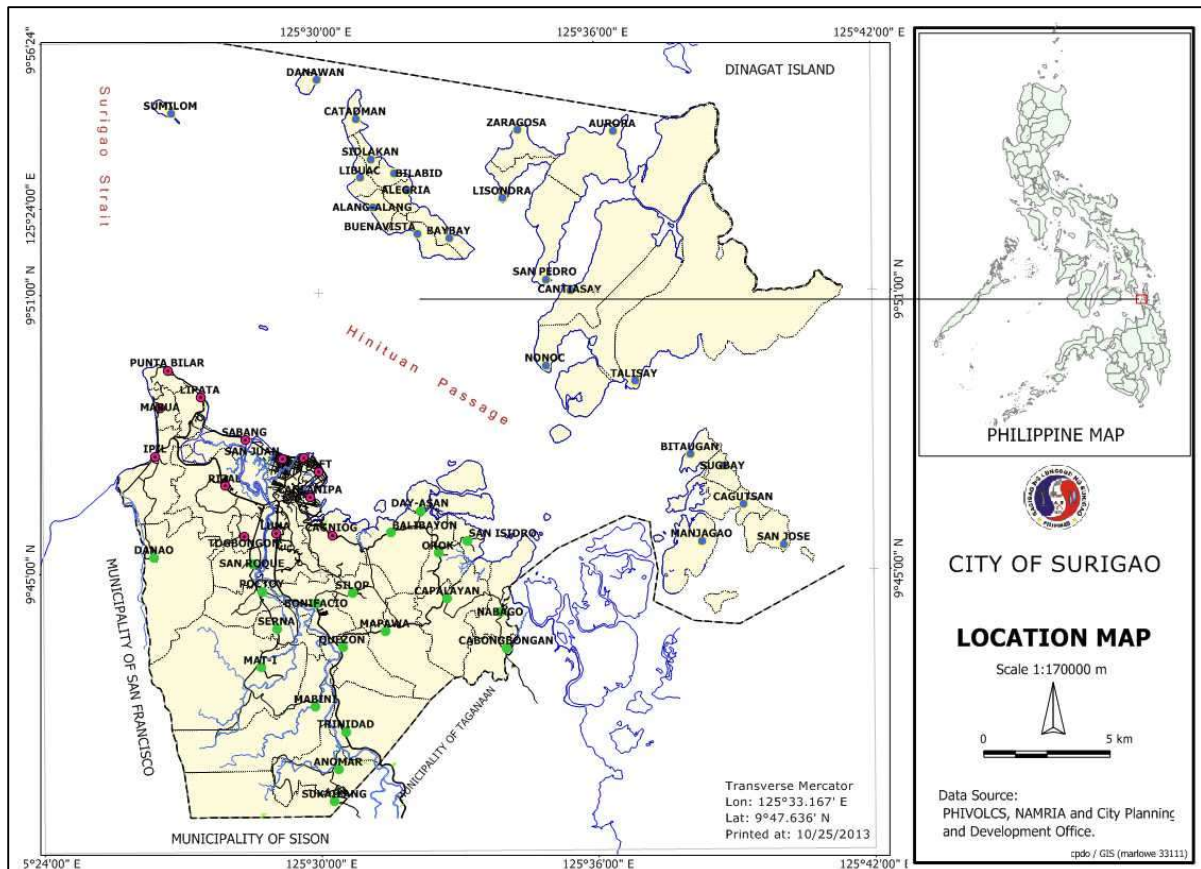 125°30'00" E
125°36'00" E
125°42'00" E
9°56'24"
DINAGAT ISLAND
DANAWAN
SUMILOM
CATADMAN
ZARAGOSA
AURORA
SIDLAKAN
LIBUAC
BILABID
ALEGRIA
LISONDRA
ALANG-ALANG
BUENAVISTA
BAYBAY
Surigao Strait
125°24'00" E
SAN PEDRO
CANTIASAY
9°51'00" N
9°51'00" N
Hinituan Passage
NONOC
TALISAY
PUNTA BILAR
LIPATA
MABUA
SABANG
SAN JUAN
IPIL
TAFT
RIZAL
BITAUGAN
SUGBAY
CAGUTSAN
MANJAGAO
SAN JOSE
DAY-ASAN
BALIBAYON
CAGNIOG
LUNA
TOGBONGON
OROK
SAN ISIDRO
DANAO
SAN ROQUE
9°45'00" N
9°45'00" N
POCTOY
SILOP
CAPALAYAN
BONIFACIO
NABAGO
SERNA
MAPAWA
QUEZON
CABONGBONGAN
MAT-I
MABINI
TRINIDAD
ANOMAR
SUKAILANG
MUNICIPALITY OF SAN FRANCISCO
MUNICIPALITY OF TAGANAAN
MUNICIPALITY OF SISON
Transverse Mercator
Lon: 125°33.167' E
Lat: 9°47.636' N
Printed at: 10/25/2013
5°24'00" E
125°30'00" E
125°36'00" E
125°42'00" E
PHILIPPINE MAP
CITY OF SURIGAO
LOCATION MAP
Scale 1:170000 m
0 5 km
Data Source:
PHIVOLCS, NAMRIA and City Planning
and Development Office.
cpdo / GIS (marlowe 33111)